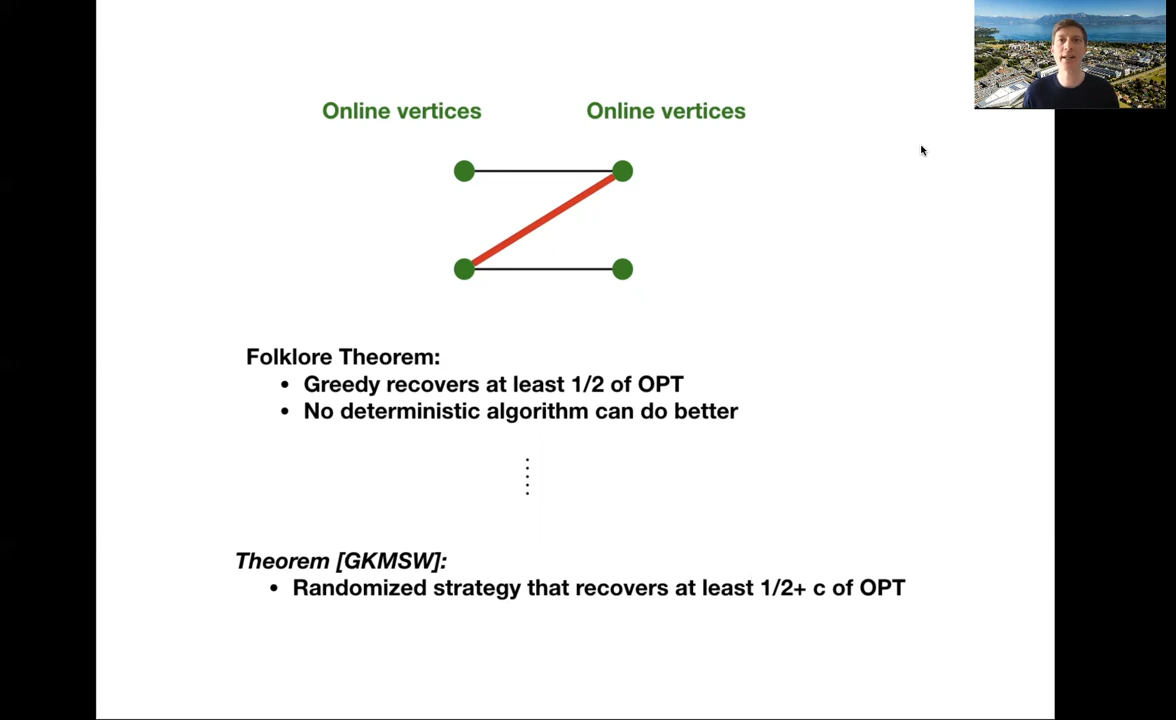 Online vertices Online vertices
Folklore Theorem:
• Greedy recovers at least 1/2 of OPT
• No deterministic algorithm can do better
Theorem [GKMSW]:
• Randomized strategy that recovers at least 1/2+ c of OPT